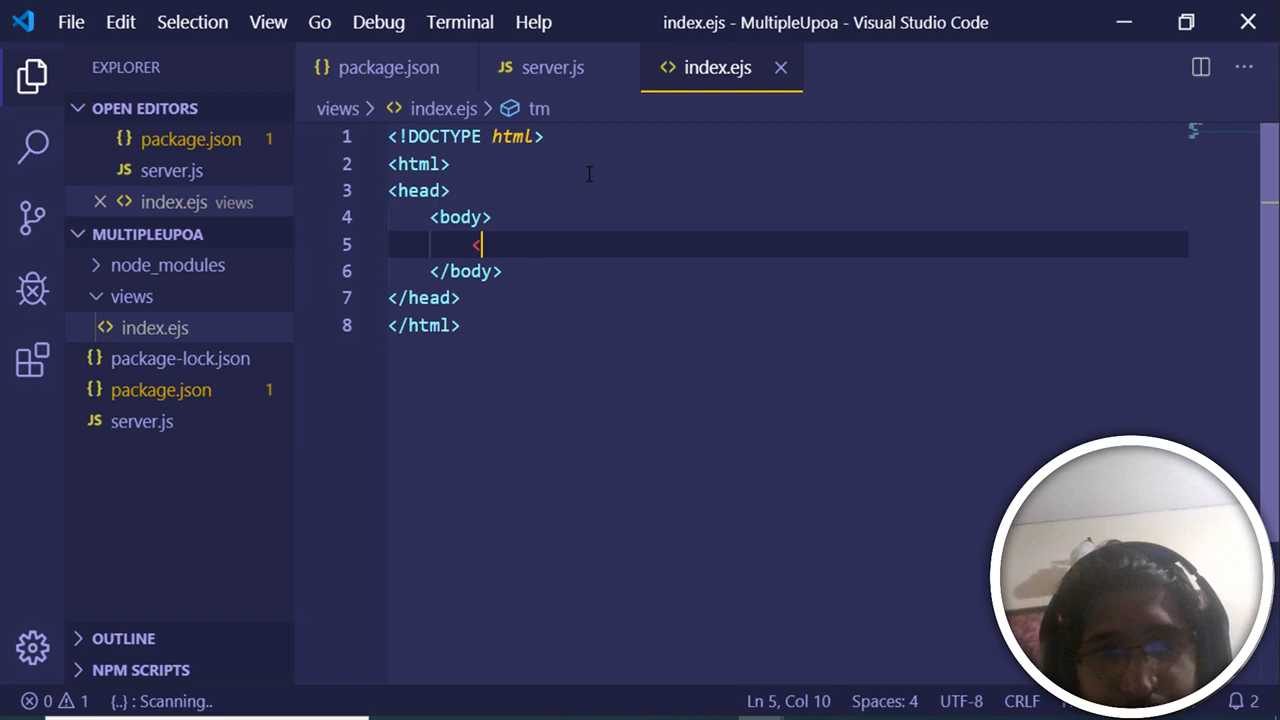 File Edit Selection View Go Debug Terminal Help index.ejs - MultipleUpoa - Visual Studio Code
EXPLORER
OPEN EDITORS
package.json 1
server.js
index.ejs views
MULTIPLEUPOA
node_modules
views
index.ejs
package-lock.json
package.json 1
server.js
OUTLINE
NPM SCRIPTS
package.json server.js index.ejs
views > index.ejs > tm
1 <!DOCTYPE html>
2 <html>
3 <head>
4 <body>
5 <
6 </body>
7 </head>
8 </html>
0 1 {..} : Scanning.. Ln 5, Col 10 Spaces: 4 UTF-8 CRLF 2